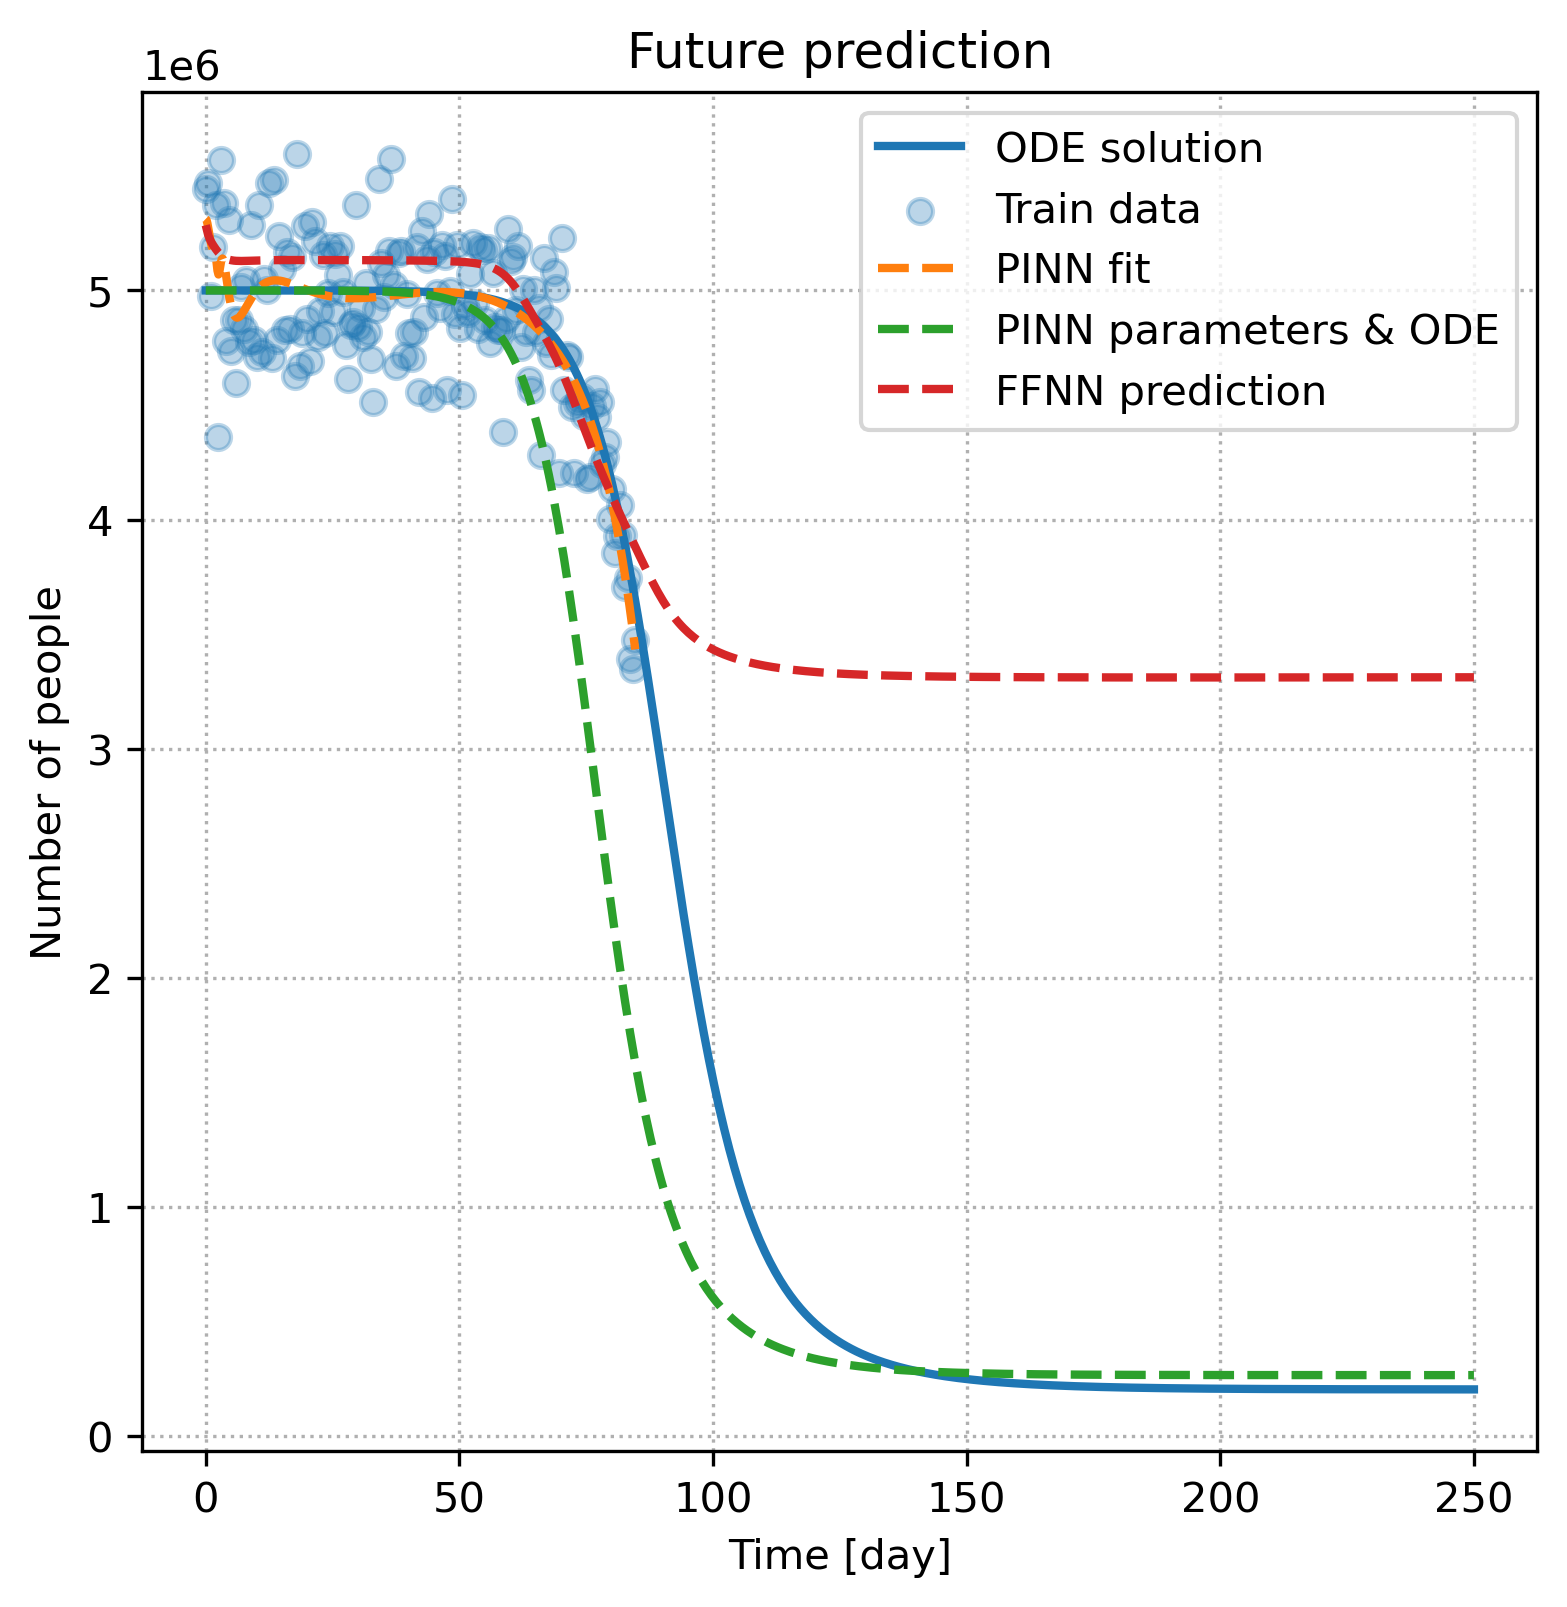 Future prediction
1e6
ODE solution
Train data
PINN fit
PINN parameters & ODE
FFNN prediction
5
4
3
2
1
0
Number of people
0 50 100 150 200 250
Time [day]